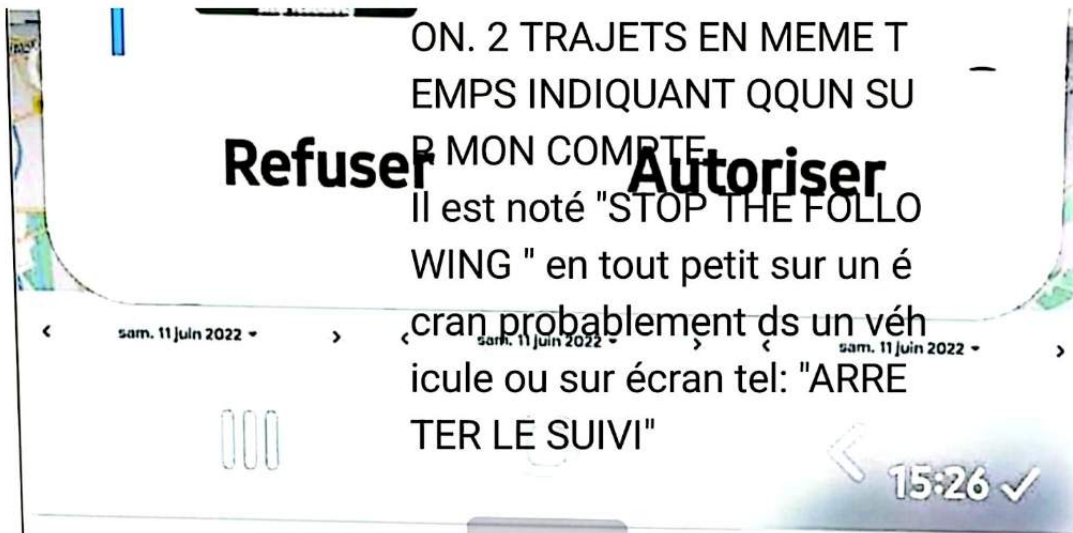 ON. 2 TRAJETS EN MEME T
EMPS INDIQUANT QQUN SU
R MON COMPTE
Refuser
Autoriser
Il est noté "STOP THE FOLLO
WING " en tout petit sur un é
cran probablement ds un véh
sam. 11 juin 2022
sam. 11 juin 2022
sam. 11 juin 2022
icule ou sur écran tel: "ARRE
TER LE SUIVI"
15:26